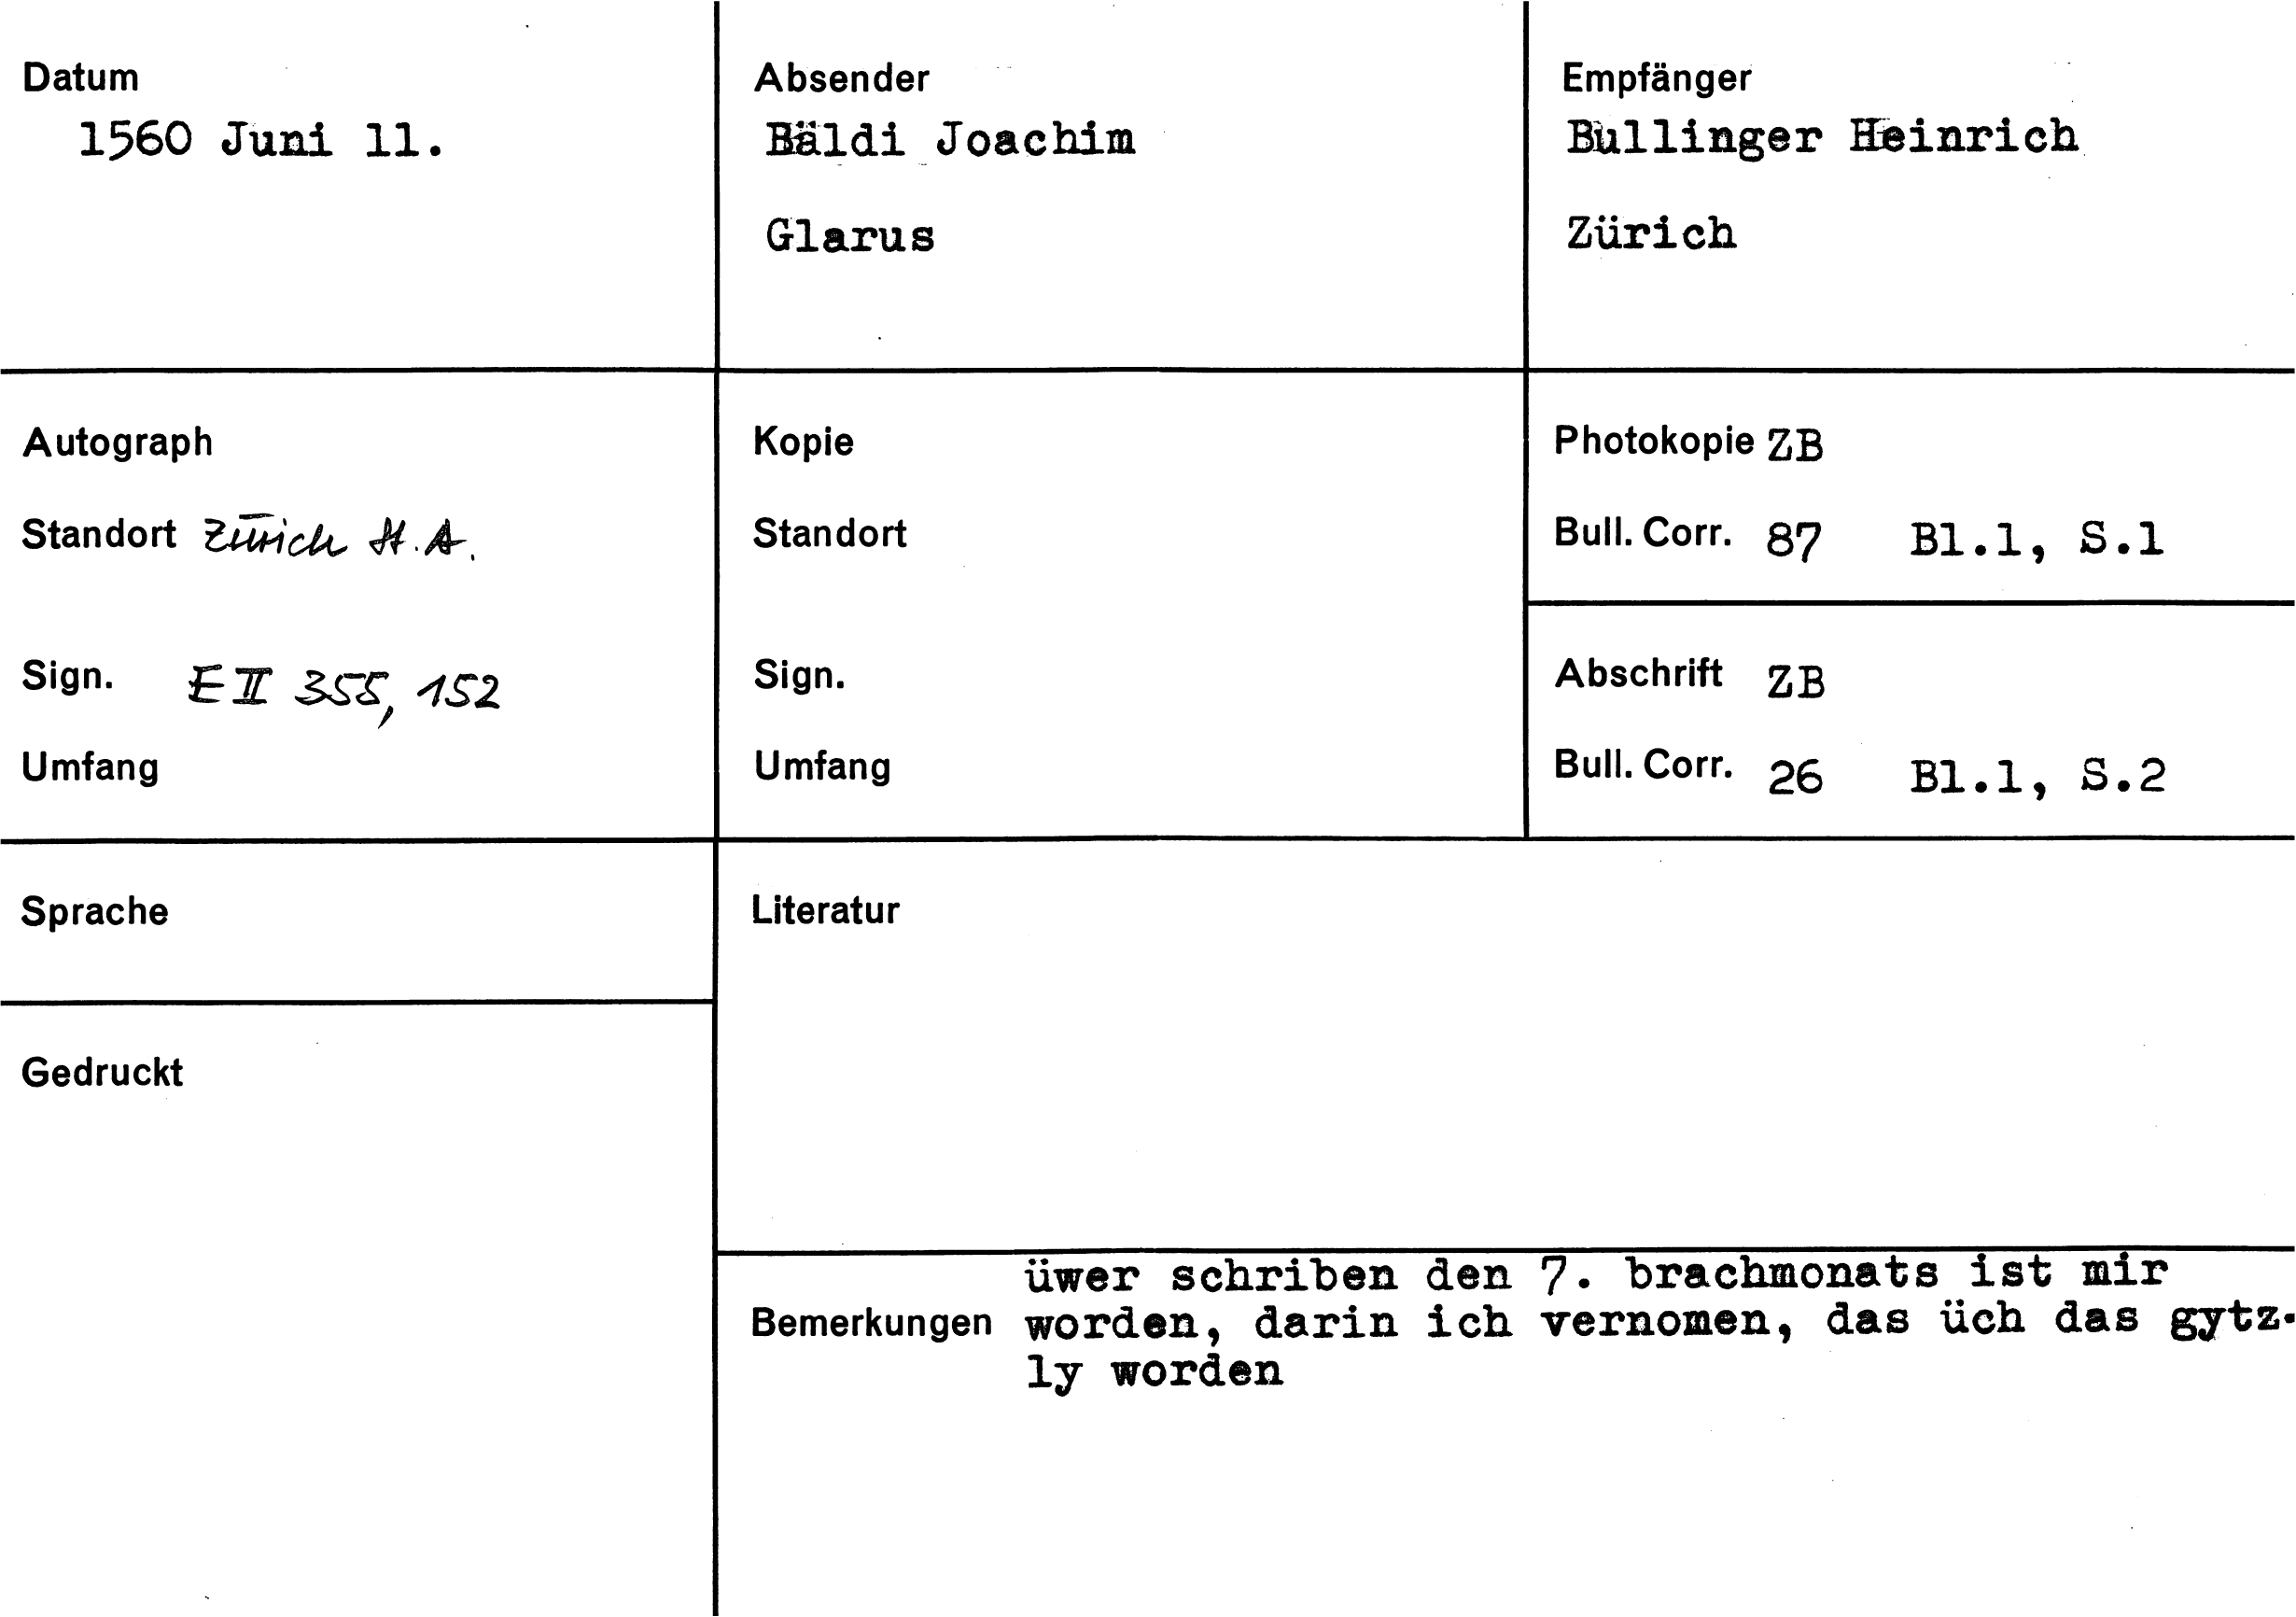 Datum
1560 Juni 11.
Absender
Bäldi Joachim
Glarus
Empfänger
Bullinger Heinrich
Zürich
Autograph
Standort Zürich H.A.
Sign. E II 355, 152
Umfang
Kopie
Standort
Sign.
Umfang
Photokopie ZB
Bull. Corr. 87 Bl.1, S.1
Abschrift ZB
Bull. Corr. 26 Bl.1, S.2
Sprache
Gedruckt
Literatur
üwer schriben den 7. brachmonats ist mir
Bemerkungen worden, darin ich vernomen, das üch das gytz-
ly worden